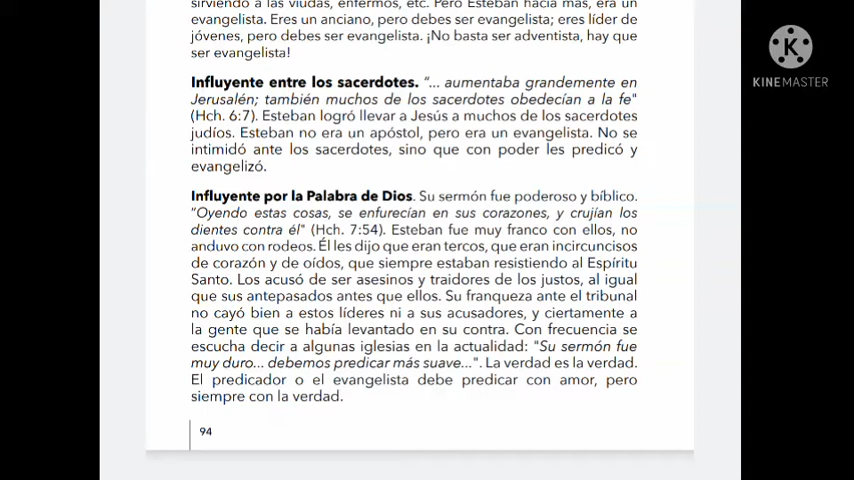 sirviendo a las viudas, enfermos, etc. Pero Esteban hacía más, era un
evangelista. Eres un anciano, pero debes ser evangelista; eres líder de
jóvenes, pero debes ser evangelista. ¡No basta ser adventista, hay que
ser evangelista!
Influyente entre los sacerdotes. "... aumentaba grandemente en
Jerusalén; también muchos de los sacerdotes obedecían a la fe"
(Hch. 6:7). Esteban logró llevar a Jesús a muchos de los sacerdotes
judíos. Esteban no era un apóstol, pero era un evangelista. No se
intimidó ante los sacerdotes, sino que con poder les predicó y
evangelizó.
Influyente por la Palabra de Dios. Su sermón fue poderoso y bíblico.
"Oyendo estas cosas, se enfurecían en sus corazones, y crujían los
dientes contra él" (Hch. 7:54). Esteban fue muy franco con ellos, no
anduvo con rodeos. Él les dijo que eran tercos, que eran incircuncisos
de corazón y de oídos, que siempre estaban resistiendo al Espíritu
Santo. Los acusó de ser asesinos y traidores de los justos, al igual
que sus antepasados antes que ellos. Su franqueza ante el tribunal
no cayó bien a estos líderes ni a sus acusadores, y ciertamente a
la gente que se había levantado en su contra. Con frecuencia se
escucha decir a algunas iglesias en la actualidad: "Su sermón fue
muy duro... debemos predicar más suave...". La verdad es la verdad.
El predicador o el evangelista debe predicar con amor, pero
siempre con la verdad.
94
K
KINEMASTER